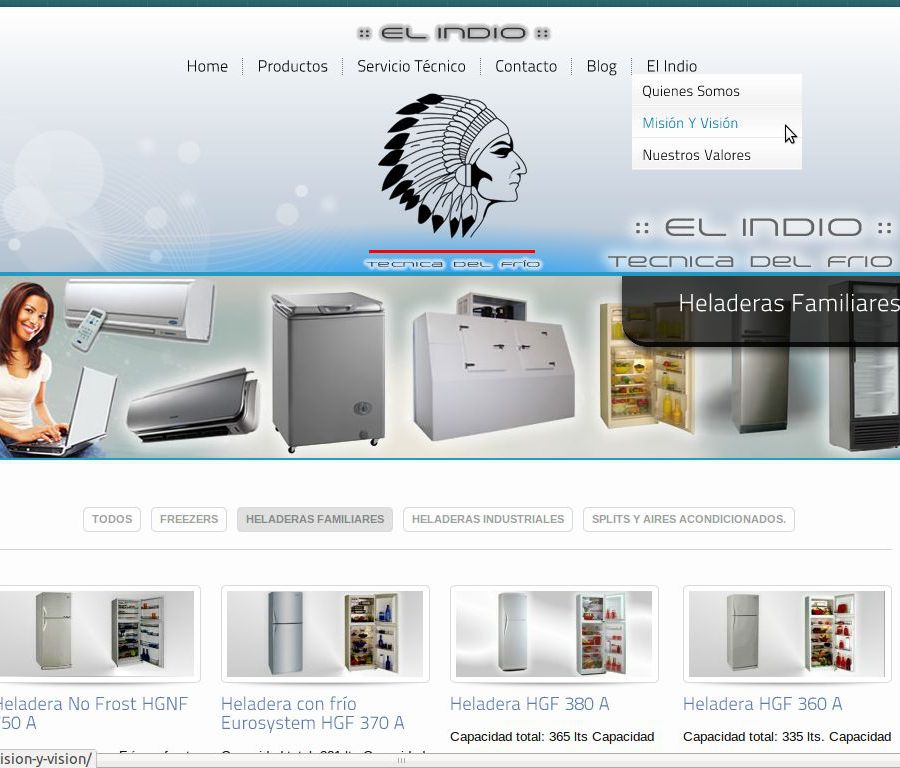 :: EL INDIO ::
Home
Productos
Servicio Técnico
Contacto
Blog
El Indio
Quienes Somos
Misión Y Visión
Nuestros Valores
:: EL INDIO ::
TECNICA DEL FRIO
TECNICA DEL FRÍO
Heladeras Familiares
TODOS
FREEZERS
HELADERAS FAMILIARES
HELADERAS INDUSTRIALES
SPLITS Y AIRES ACONDICIONADOS.
Heladera No Frost HGNF
50 A
Heladera con frío
Eurosystem HGF 370 A
Heladera HGF 380 A
Capacidad total: 365 lts Capacidad
Heladera HGF 360 A
Capacidad total: 335 lts. Capacidad
ision-y-vision/